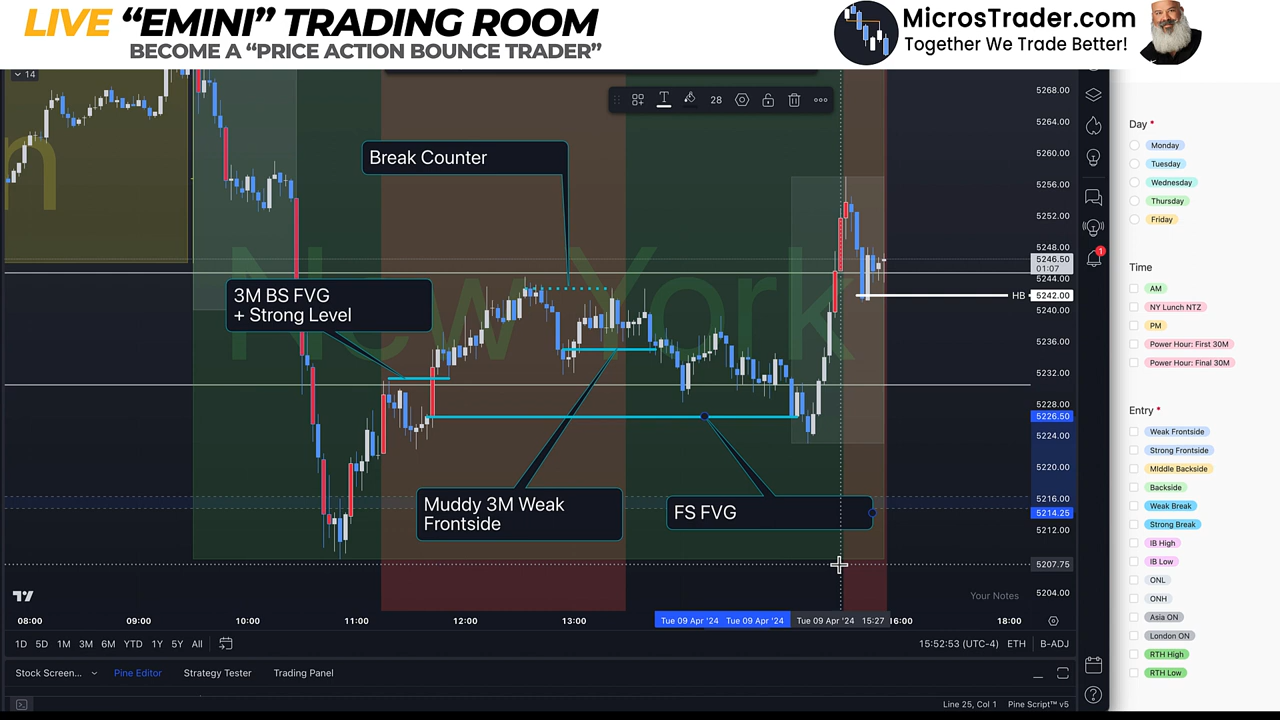 LIVE “EMINI” TRADING ROOM
BECOME A “PRICE ACTION BOUNCE TRADER”
MicrosTrader.com
Together We Trade Better!
14
28
Break Counter
3M BS FVG
+ Strong Level
Muddy 3M Weak
Frontside
FS FVG
New York
n
HB
5268.00
5264.00
5260.00
5256.00
5252.00
5248.00
5246.50
01:07
5244.00
5242.00
5240.00
5236.00
5232.00
5228.00
5226.50
5224.00
5220.00
5216.00
5214.25
5212.00
5207.75
5204.00
1
Your Notes
08:00 09:00 10:00 11:00 12:00 13:00 Tue 09 Apr '24 Tue 09 Apr '24 Tue 09 Apr '24 15:27 16:00 18:00
1D 5D 1M 3M 6M YTD 1Y 5Y All 15:52:53 (UTC-4) ETH B-ADJ
Stock Screen... Pine Editor Strategy Tester Trading Panel
Line 25, Col 1 Pine Script™ v5
Day *
Monday
Tuesday
Wednesday
Thursday
Friday
Time
AM
NY Lunch NTZ
PM
Power Hour: First 30M
Power Hour: Final 30M
Entry *
Weak Frontside
Strong Frontside
MIddle Backside
Backside
Weak Break
Strong Break
IB High
IB Low
ONL
ONH
Asia ON
London ON
RTH High
RTH Low